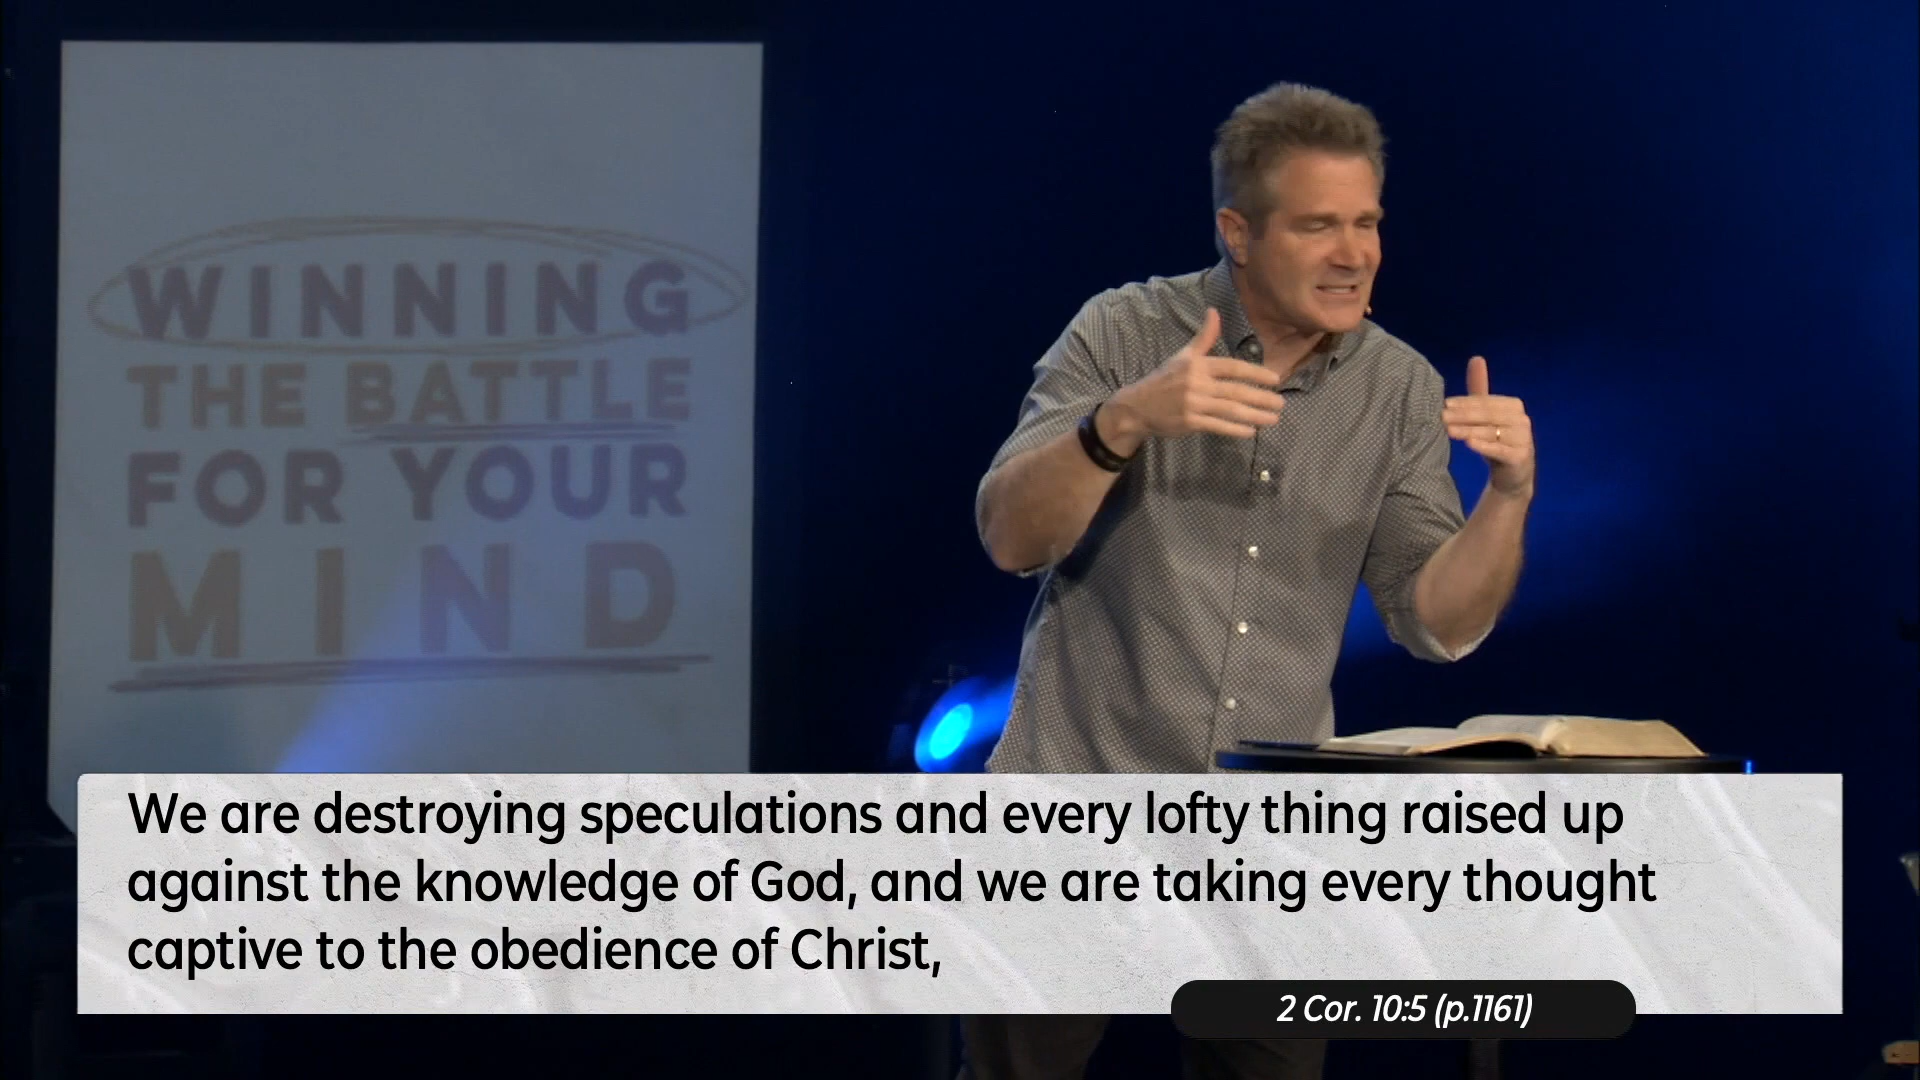 WINNING
THE BATTLE
FOR YOUR
MIND
We are destroying speculations and every lofty thing raised up
against the knowledge of God, and we are taking every thought
captive to the obedience of Christ,
2 Cor. 10:5 (p.1161)